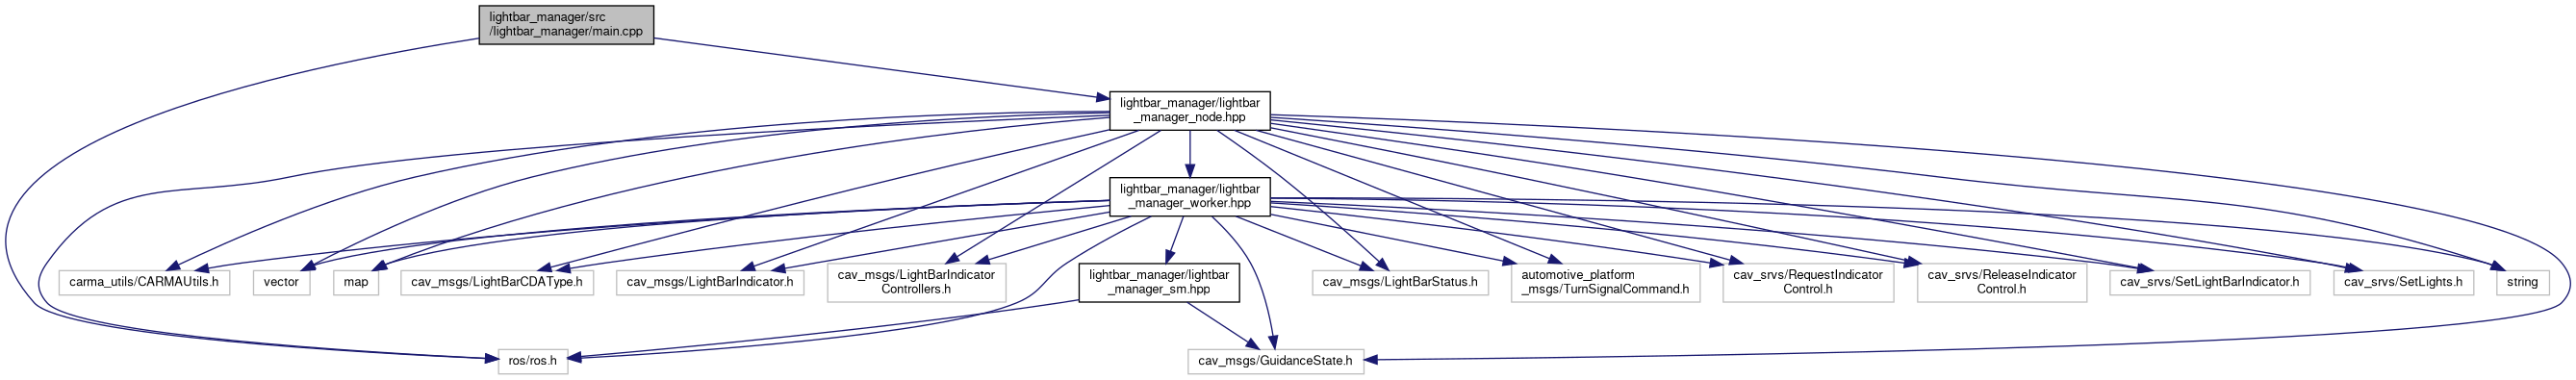 lightbar_manager/src
/lightbar_manager/main.cpp
lightbar_manager/lightbar
_manager_node.hpp
lightbar_manager/lightbar
_manager_worker.hpp
carma_utils/CARMAUtils.h
vector
map
cav_msgs/LightBarCDAType.h
cav_msgs/LightBarIndicator.h
cav_msgs/LightBarIndicator
Controllers.h
lightbar_manager/lightbar
_manager_sm.hpp
cav_msgs/LightBarStatus.h
automotive_platform
_msgs/TurnSignalCommand.h
cav_srvs/RequestIndicator
Control.h
cav_srvs/ReleaseIndicator
Control.h
cav_srvs/SetLightBarIndicator.h
cav_srvs/SetLights.h
string
ros/ros.h
cav_msgs/GuidanceState.h